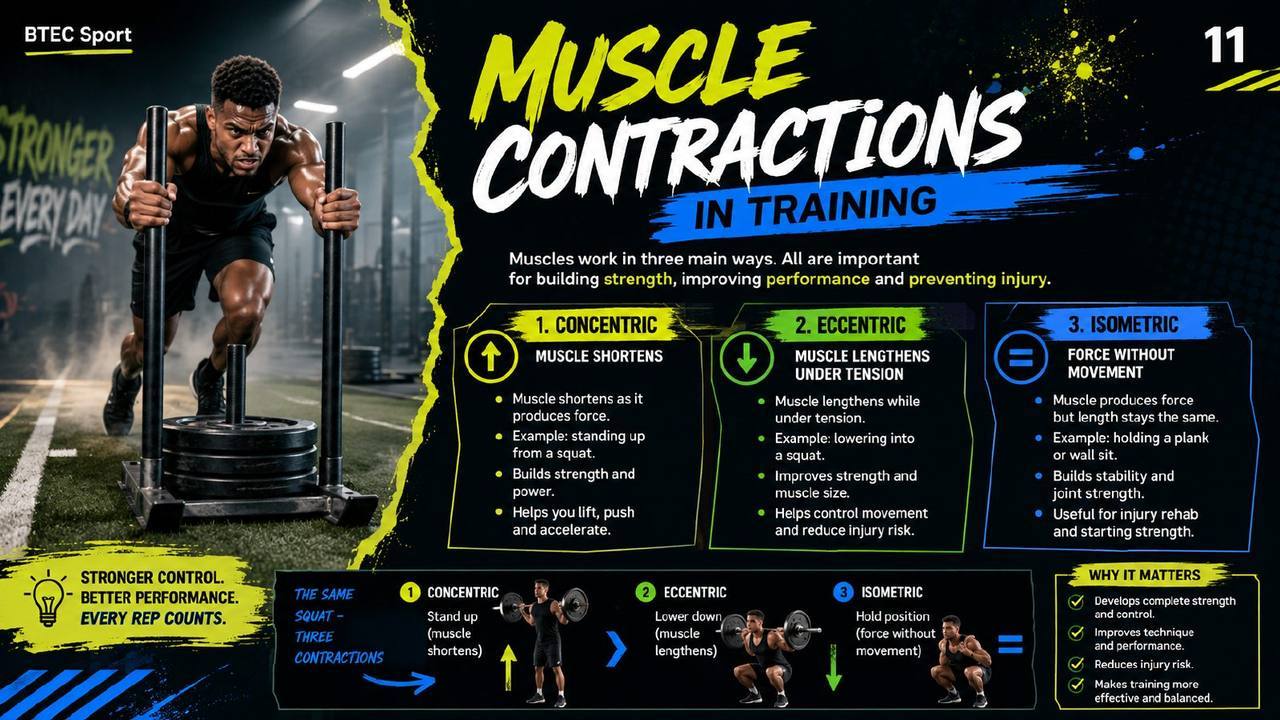 BTEC Sport
11
STRONGER
EVERY DAY
MUSCLE
CONTRACTIONS
IN TRAINING
Muscles work in three main ways. All are important
for building strength, improving performance and preventing injury.
1. CONCENTRIC
MUSCLE SHORTENS
• Muscle shortens as it
produces force.
• Example: standing up
from a squat.
• Builds strength and
power.
• Helps you lift, push
and accelerate.
2. ECCENTRIC
MUSCLE LENGTHENS
UNDER TENSION
• Muscle lengthens while
under tension.
• Example: lowering into
a squat.
• Improves strength and
muscle size.
• Helps control movement
and reduce injury risk.
3. ISOMETRIC
FORCE WITHOUT
MOVEMENT
• Muscle produces force
but length stays the same.
• Example: holding a plank
or wall sit.
• Builds stability and
joint strength.
• Useful for injury rehab
and starting strength.
STRONGER CONTROL.
BETTER PERFORMANCE.
EVERY REP COUNTS.
THE SAME
SQUAT –
THREE
CONTRACTIONS
1 CONCENTRIC
Stand up
(muscle
shortens)
2 ECCENTRIC
Lower down
(muscle
lengthens)
3 ISOMETRIC
Hold position
(force without
movement)
=
WHY IT MATTERS
Develops complete strength
and control.
Improves technique
and performance.
Reduces injury risk.
Makes training more
effective and balanced.